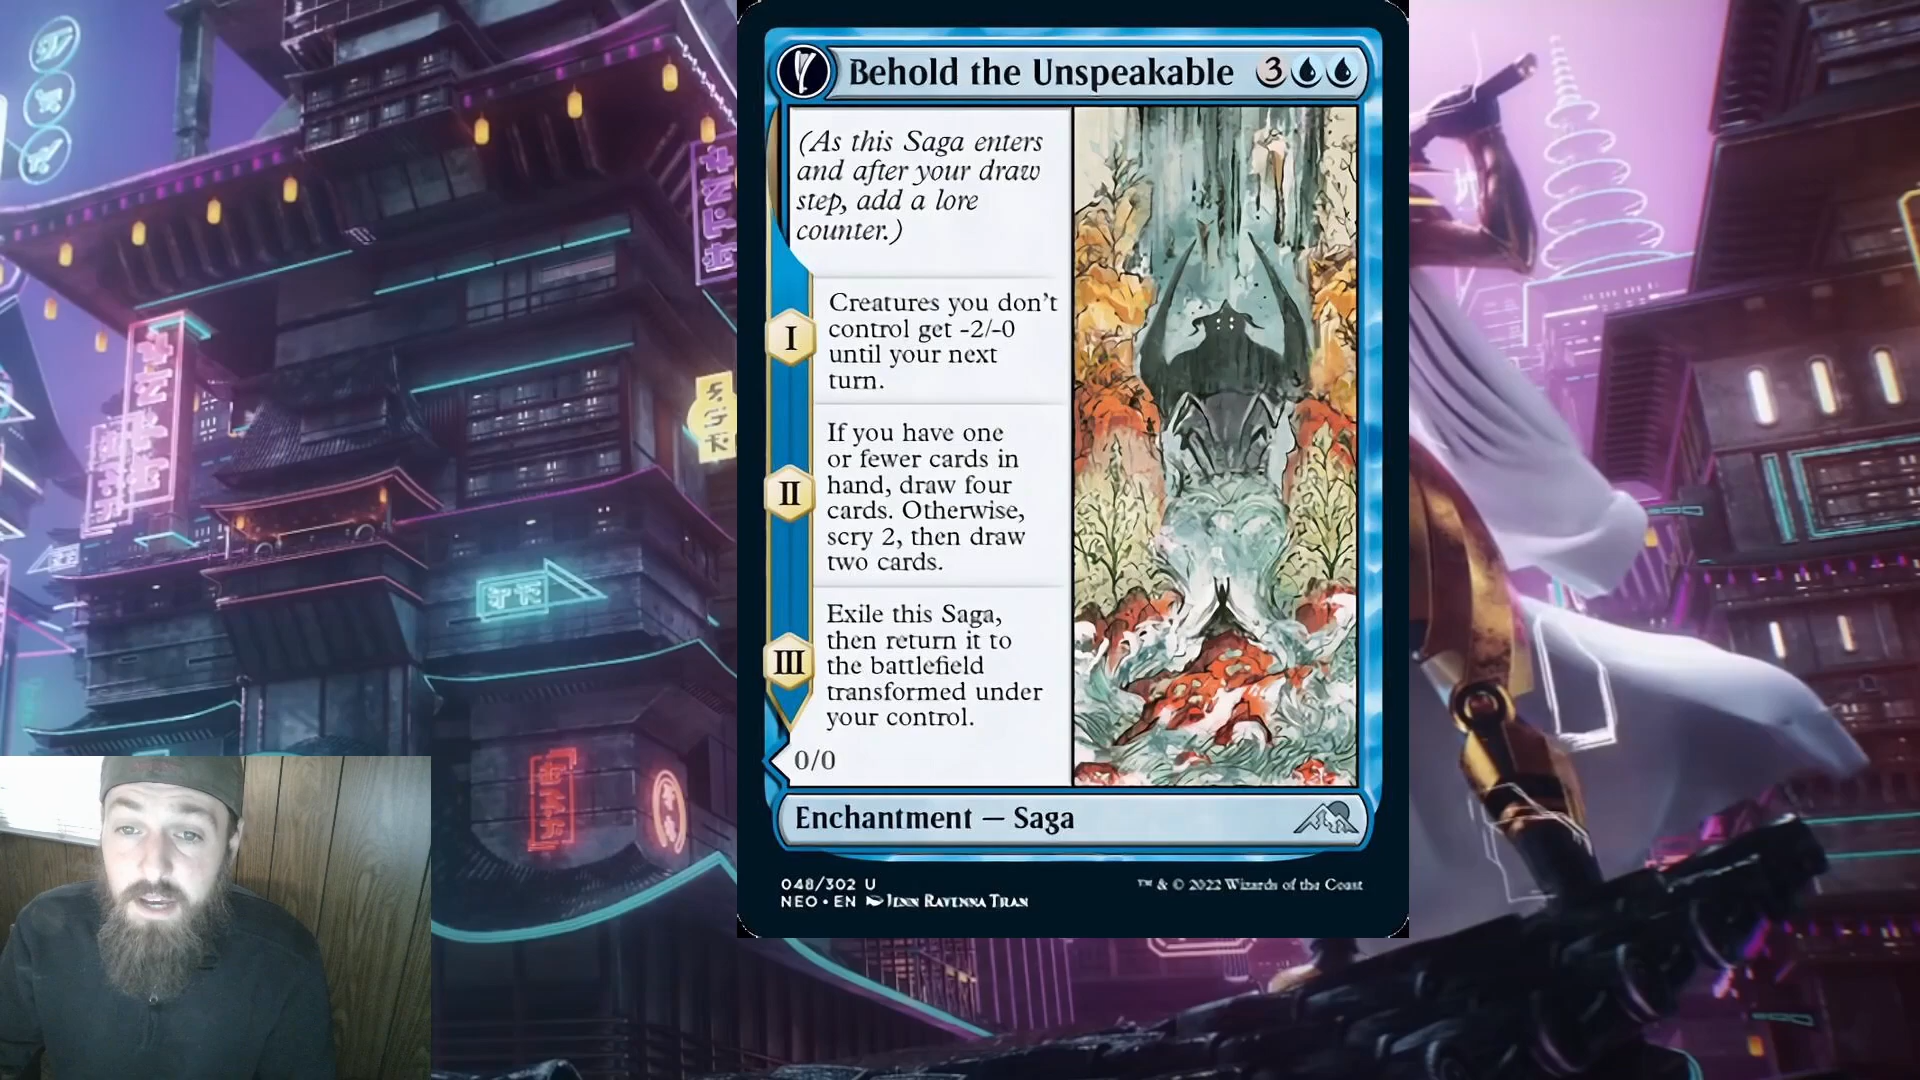 Behold the Unspeakable 3
(As this Saga enters
and after your draw
step, add a lore
counter.)
I
Creatures you don't
control get -2/-0
until your next
turn.
II
If you have one
or fewer cards in
hand, draw four
cards. Otherwise,
scry 2, then draw
two cards.
III
Exile this Saga,
then return it to
the battlefield
transformed under
your control.
0/0
Enchantment — Saga
048/302 U
NEO • EN Jenn Ravenna Tran
™ & © 2022 Wizards of the Coast